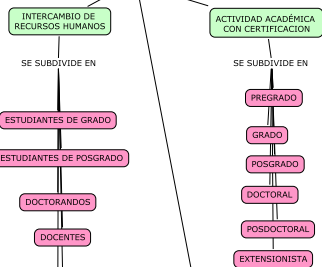 INTERCAMBIO DE
RECURSOS HUMANOS
SE SUBDIVIDE EN
ESTUDIANTES DE GRADO
ESTUDIANTES DE POSGRADO
DOCTORANDOS
DOCENTES
ACTIVIDAD ACADÉMICA
CON CERTIFICACION
SE SUBDIVIDE EN
PREGRADO
GRADO
POSGRADO
DOCTORAL
POSDOCTORAL
EXTENSIONISTA